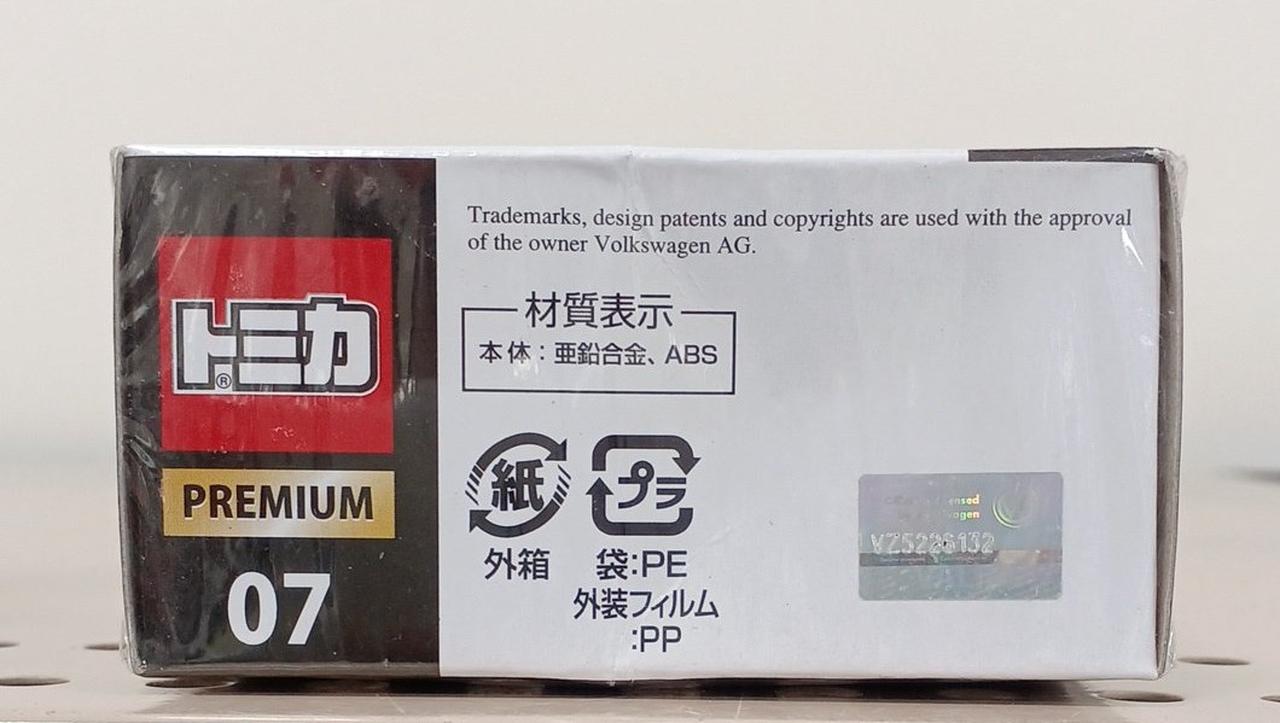 トミカ
®
PREMIUM
07
Trademarks, design patents and copyrights are used with the approval
of the owner Volkswagen AG.
材質表示
本体：亜鉛合金、ABS
紙
プラ
外箱
袋:PE
外装フィルム
:PP
VZ5226132